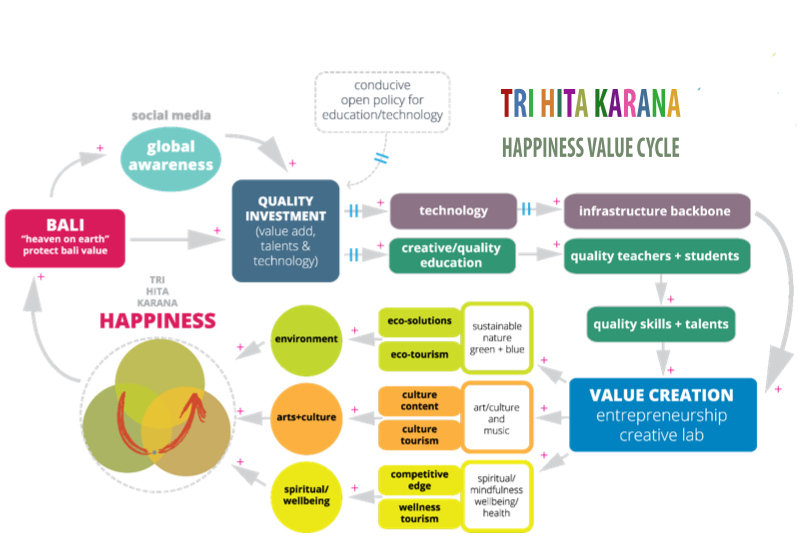 TRI HITA KARANA
HAPPINESS VALUE CYCLE
conducive
open policy for
education/technology
social media
global
awareness
BALI
"heaven on earth"
protect bali value
QUALITY
INVESTMENT
(value add,
talents &
technology)
technology
infrastructure backbone
creative/quality
education
quality teachers + students
quality skills + talents
VALUE CREATION
entrepreneurship
creative lab
sustainable
nature
green + blue
eco-solutions
eco-tourism
environment
art/culture
and
music
culture
content
culture
tourism
arts+culture
spiritual/
mindfulness
wellbeing/
health
competitive
edge
wellness
tourism
spiritual/
wellbeing
TRI
HITA
KARANA
HAPPINESS